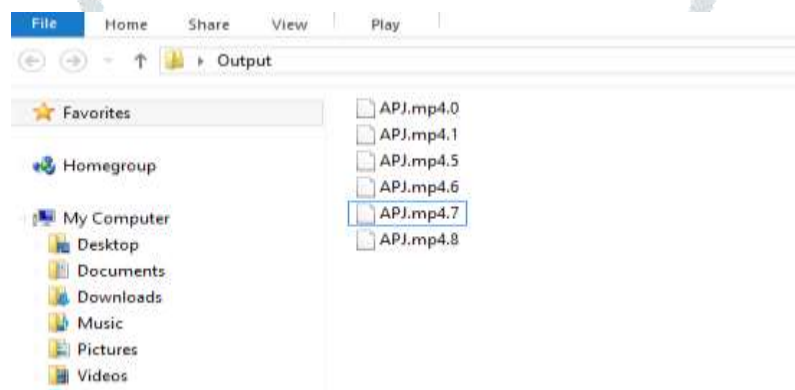 File Home Share View Play
Output
Favorites
Homegroup
My Computer
Desktop
Documents
Downloads
Music
Pictures
Videos
APJ.mp4.0
APJ.mp4.1
APJ.mp4.5
APJ.mp4.6
APJ.mp4.7
APJ.mp4.8